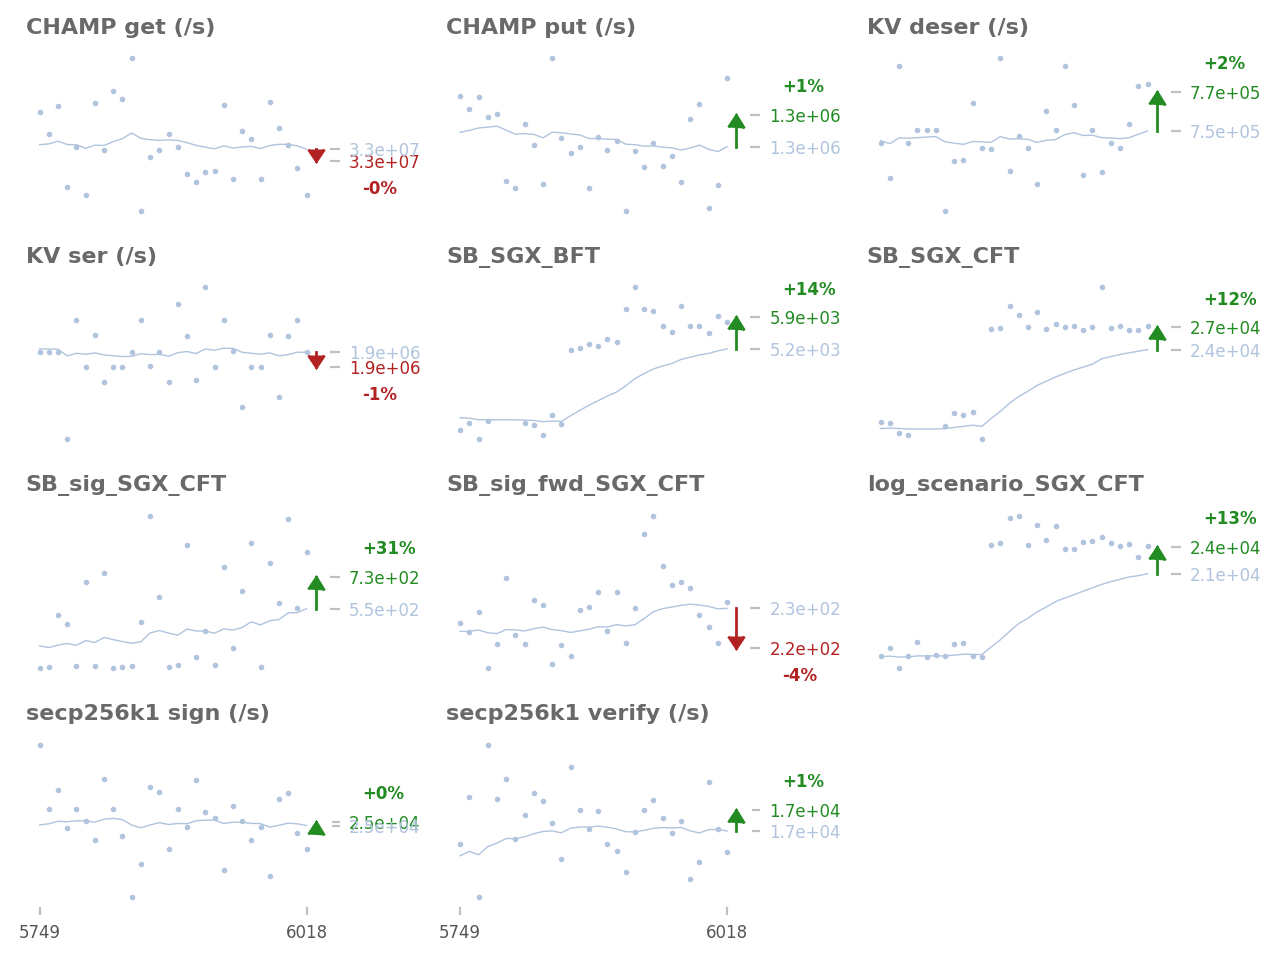 CHAMP get (/s)
3.3e+07
3.3e+07
-0%
CHAMP put (/s)
+1%
1.3e+06
1.3e+06
KV deser (/s)
+2%
7.7e+05
7.5e+05
KV ser (/s)
1.9e+06
1.9e+06
-1%
SB_SGX_BFT
+14%
5.9e+03
5.2e+03
SB_SGX_CFT
+12%
2.7e+04
2.4e+04
SB_sig_SGX_CFT
+31%
7.3e+02
5.5e+02
SB_sig_fwd_SGX_CFT
2.3e+02
2.2e+02
-4%
log_scenario_SGX_CFT
+13%
2.4e+04
2.1e+04
secp256k1 sign (/s)
+0%
2.5e+04
2.5e+04
5749
6018
secp256k1 verify (/s)
+1%
1.7e+04
1.7e+04
5749
6018